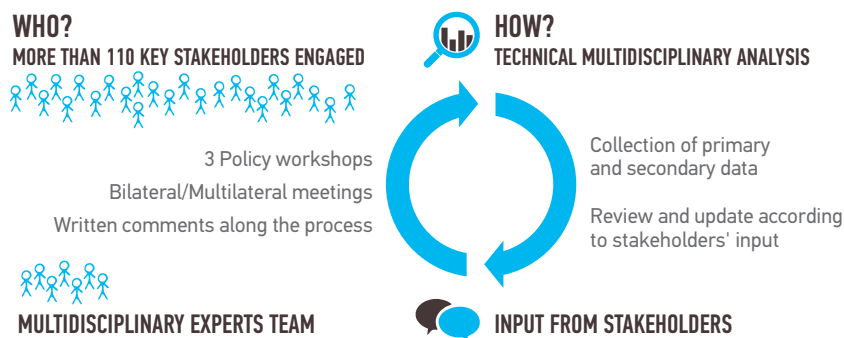 WHO?
MORE THAN 110 KEY STAKEHOLDERS ENGAGED
3 Policy workshops
Bilateral/Multilateral meetings
Written comments along the process
MULTIDISCIPLINARY EXPERTS TEAM
HOW?
TECHNICAL MULTIDISCIPLINARY ANALYSIS
Collection of primary
and secondary data
Review and update according
to stakeholders' input
INPUT FROM STAKEHOLDERS